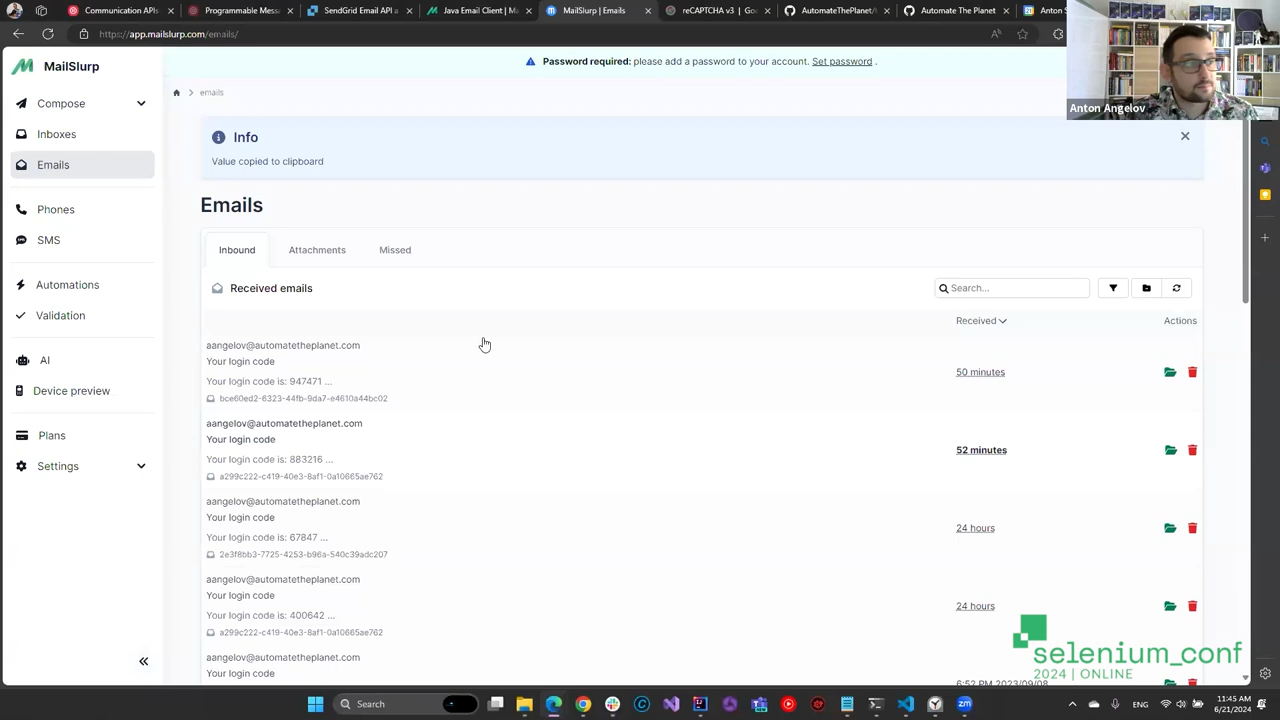 Communication APIs
Programmable Mes
SendGrid Email API a
Java Email Client | M
MailSlurp | Emails
reCAPTCHA v3 | Go
AutomateThePlanet/
Automate The Planet
Anton
https://app.mailslurp.com/emails/
Anton Angelov
MailSlurp
Password required: please add a password to your account. Set password .
Compose
Inboxes
Emails
Phones
SMS
Automations
Validation
AI
Device preview
Plans
Settings
emails
Info
Value copied to clipboard
Emails
Inbound
Attachments
Missed
Received emails
Search...
Received
Actions
aangelov@automatetheplanet.com
Your login code
Your login code is: 947471 ...
bce60ed2-6323-44fb-9da7-e4610a44bc02
50 minutes
aangelov@automatetheplanet.com
Your login code
Your login code is: 883216 ...
a299c222-c419-40e3-8af1-0a10665ae762
52 minutes
aangelov@automatetheplanet.com
Your login code
Your login code is: 67847 ...
2e3f8bb3-7725-4253-b96a-540c39adc207
24 hours
aangelov@automatetheplanet.com
Your login code
Your login code is: 400642 ...
a299c222-c419-40e3-8af1-0a10665ae762
24 hours
aangelov@automatetheplanet.com
Your login code
6:52 PM 2023/09/08
selenium_conf
2024 | ONLINE
Search
ENG
11:45 AM
6/21/2024